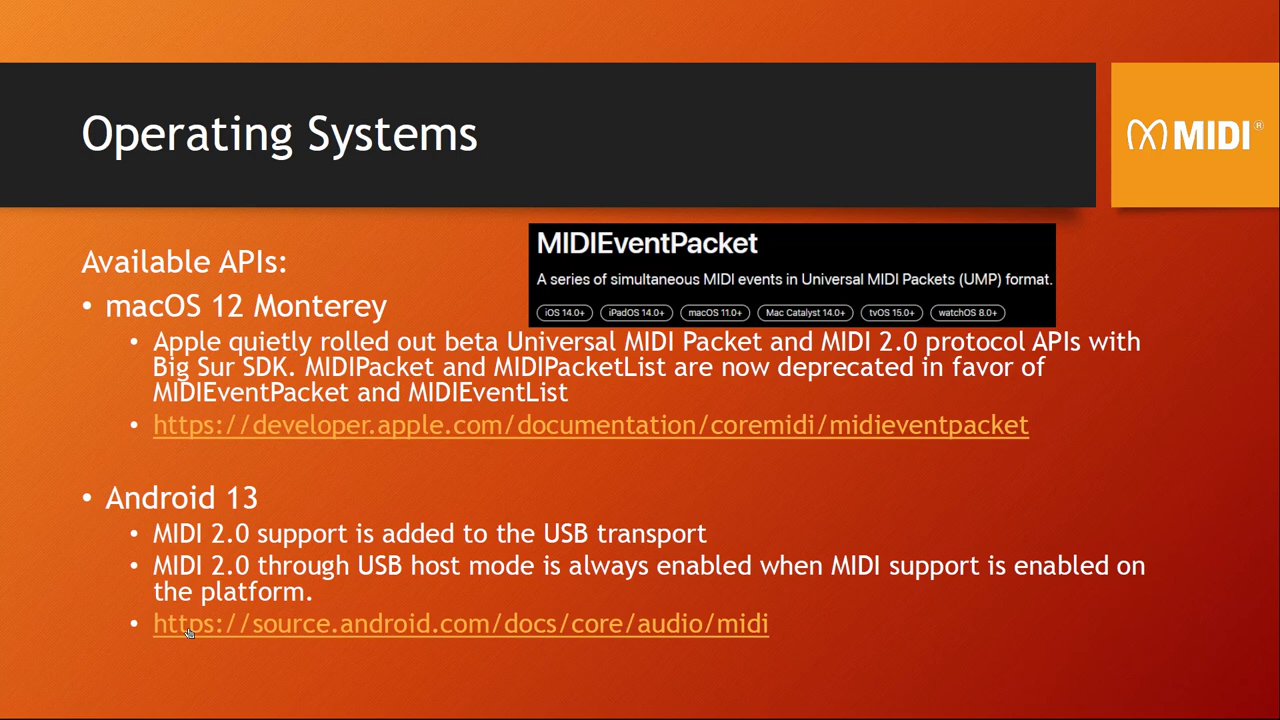 Operating Systems
MIDI®
Available APIs:
MIDIEventPacket
A series of simultaneous MIDI events in Universal MIDI Packets (UMP) format.
iOS 14.0+ iPadOS 14.0+ macOS 11.0+ Mac Catalyst 14.0+ tvOS 15.0+ watchOS 8.0+
• macOS 12 Monterey
• Apple quietly rolled out beta Universal MIDI Packet and MIDI 2.0 protocol APIs with
Big Sur SDK. MIDIPacket and MIDIPacketList are now deprecated in favor of
MIDIEventPacket and MIDIEventList
• https://developer.apple.com/documentation/coremidi/midieventpacket
• Android 13
• MIDI 2.0 support is added to the USB transport
• MIDI 2.0 through USB host mode is always enabled when MIDI support is enabled on
the platform.
• https://source.android.com/docs/core/audio/midi